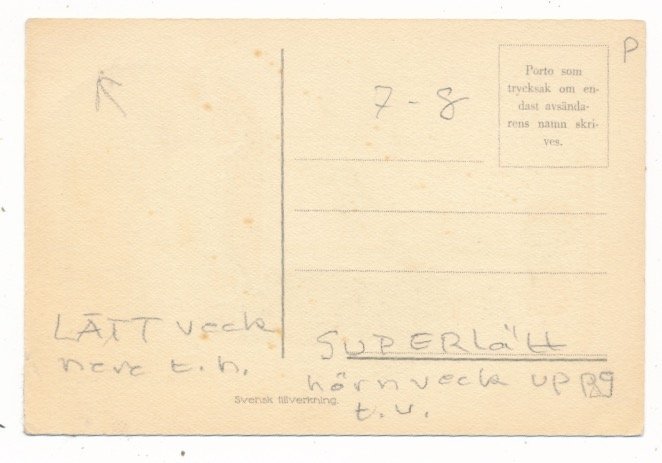 P
Porto som
trycksak om en-
dast avsända-
rens namn skri-
ves.
7-8
LÄTT veck
nere t.h.
SUPERlätt
hörnveck upp
t.v.
Svensk tillverkning.